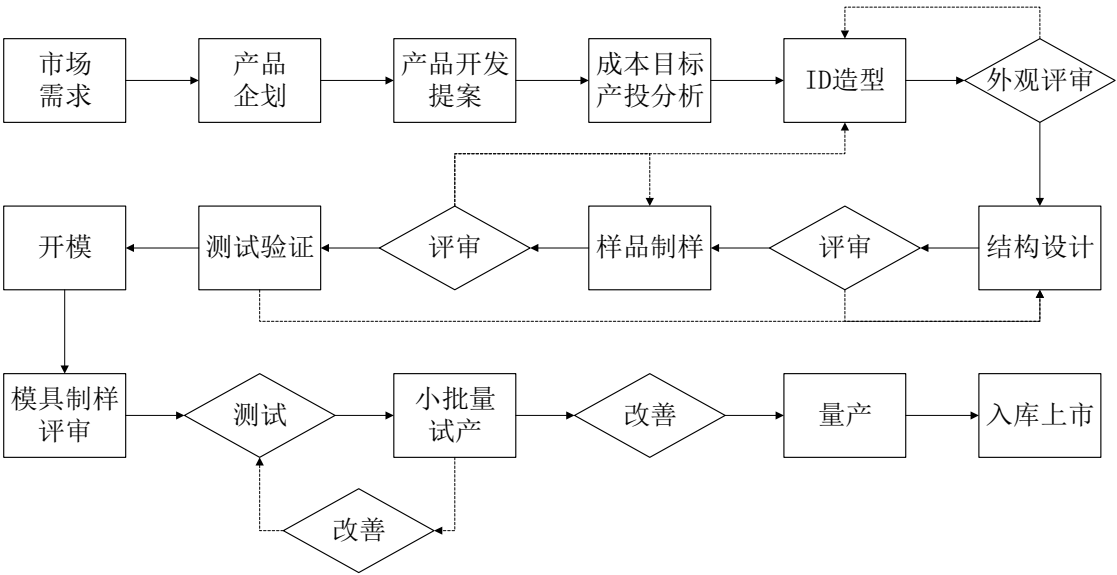 市场
需求
产品
企划
产品开发
提案
成本目标
产投分析
ID造型
外观评审
开模
测试验证
评审
样品制样
评审
结构设计
模具制样
评审
测试
小批量
试产
改善
量产
入库上市
改善